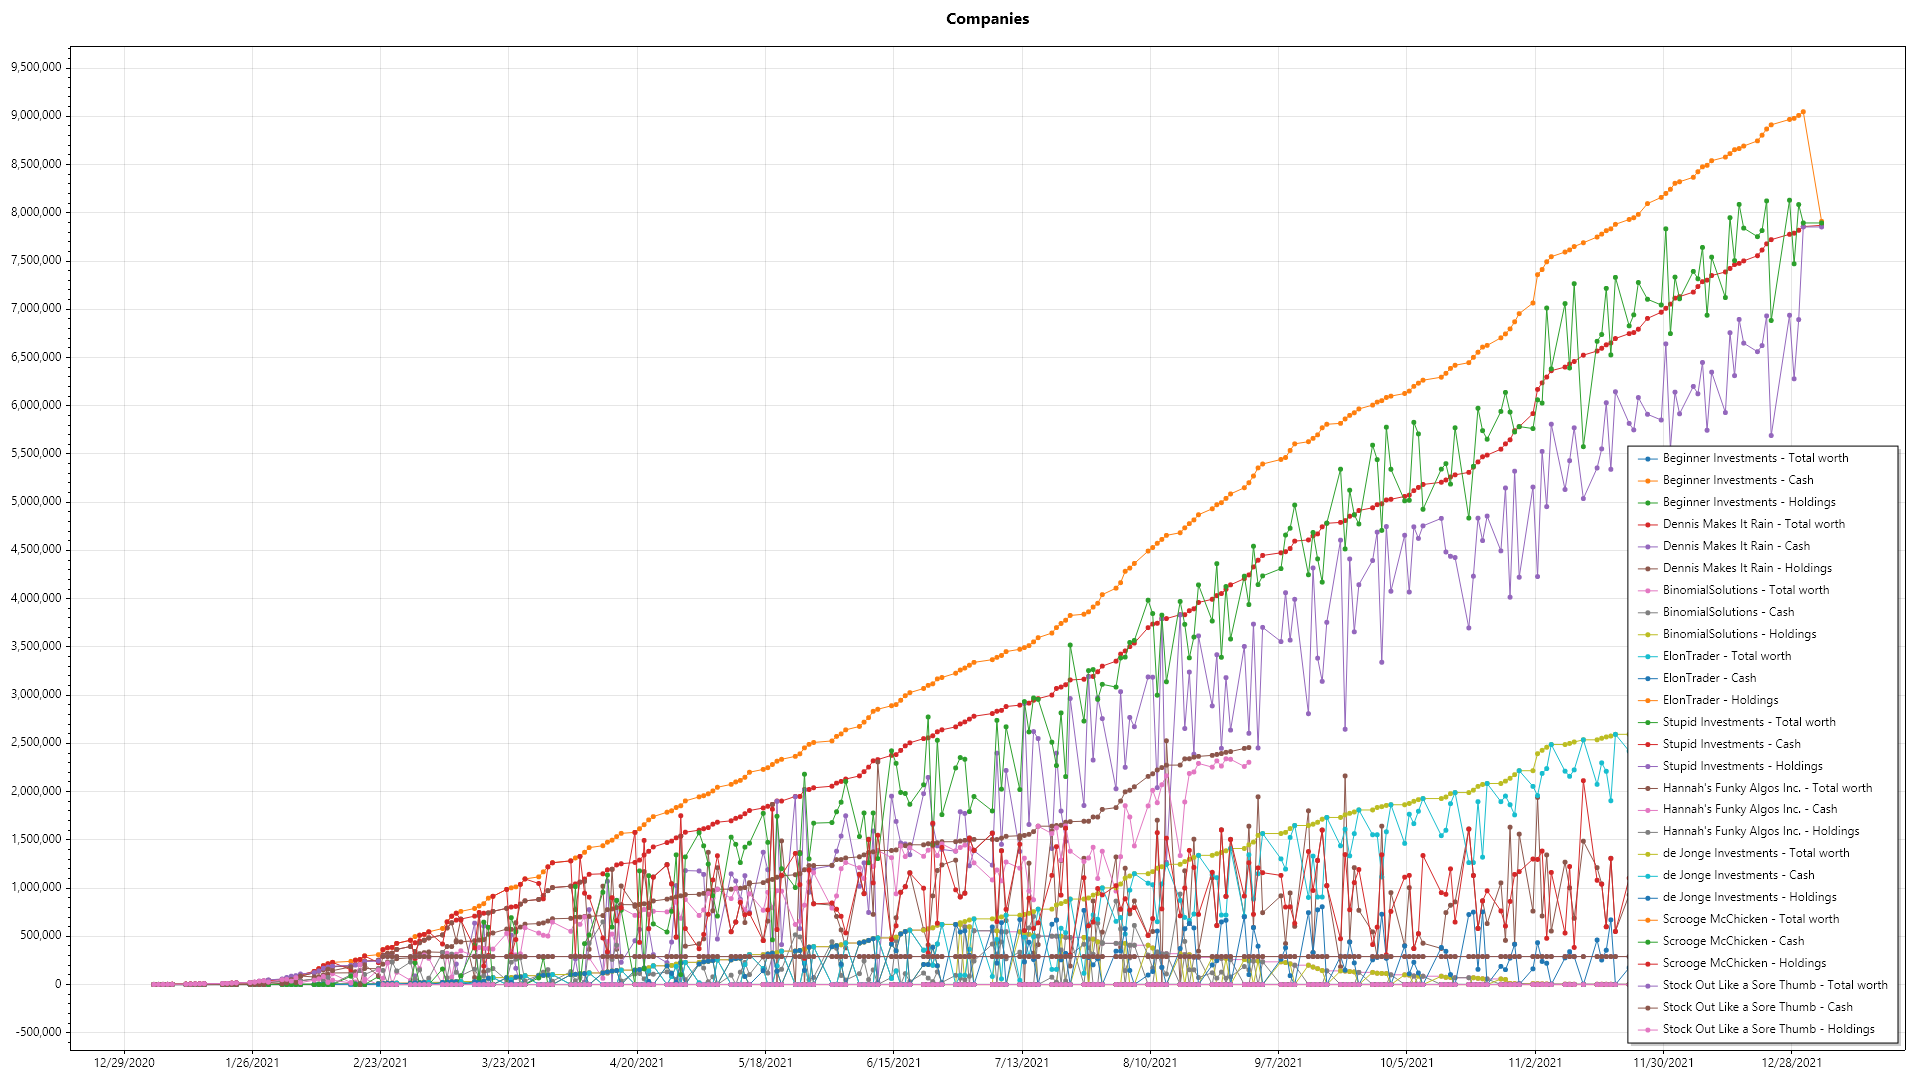 Companies
9,500,000
9,000,000
8,500,000
8,000,000
7,500,000
7,000,000
6,500,000
6,000,000
5,500,000
5,000,000
4,500,000
4,000,000
3,500,000
3,000,000
2,500,000
2,000,000
1,500,000
1,000,000
500,000
0
-500,000
12/29/2020 1/26/2021 2/23/2021 3/23/2021 4/20/2021 5/18/2021 6/15/2021 7/13/2021 8/10/2021 9/7/2021 10/5/2021 11/2/2021 11/30/2021 12/28/2021
Beginner Investments - Total worth
Beginner Investments - Cash
Beginner Investments - Holdings
Dennis Makes It Rain - Total worth
Dennis Makes It Rain - Cash
Dennis Makes It Rain - Holdings
BinomialSolutions - Total worth
BinomialSolutions - Cash
BinomialSolutions - Holdings
ElonTrader - Total worth
ElonTrader - Cash
ElonTrader - Holdings
Stupid Investments - Total worth
Stupid Investments - Cash
Stupid Investments - Holdings
Hannah's Funky Algos Inc. - Total worth
Hannah's Funky Algos Inc. - Cash
Hannah's Funky Algos Inc. - Holdings
de Jonge Investments - Total worth
de Jonge Investments - Cash
de Jonge Investments - Holdings
Scrooge McChicken - Total worth
Scrooge McChicken - Cash
Scrooge McChicken - Holdings
Stock Out Like a Sore Thumb - Total worth
Stock Out Like a Sore Thumb - Cash
Stock Out Like a Sore Thumb - Holdings